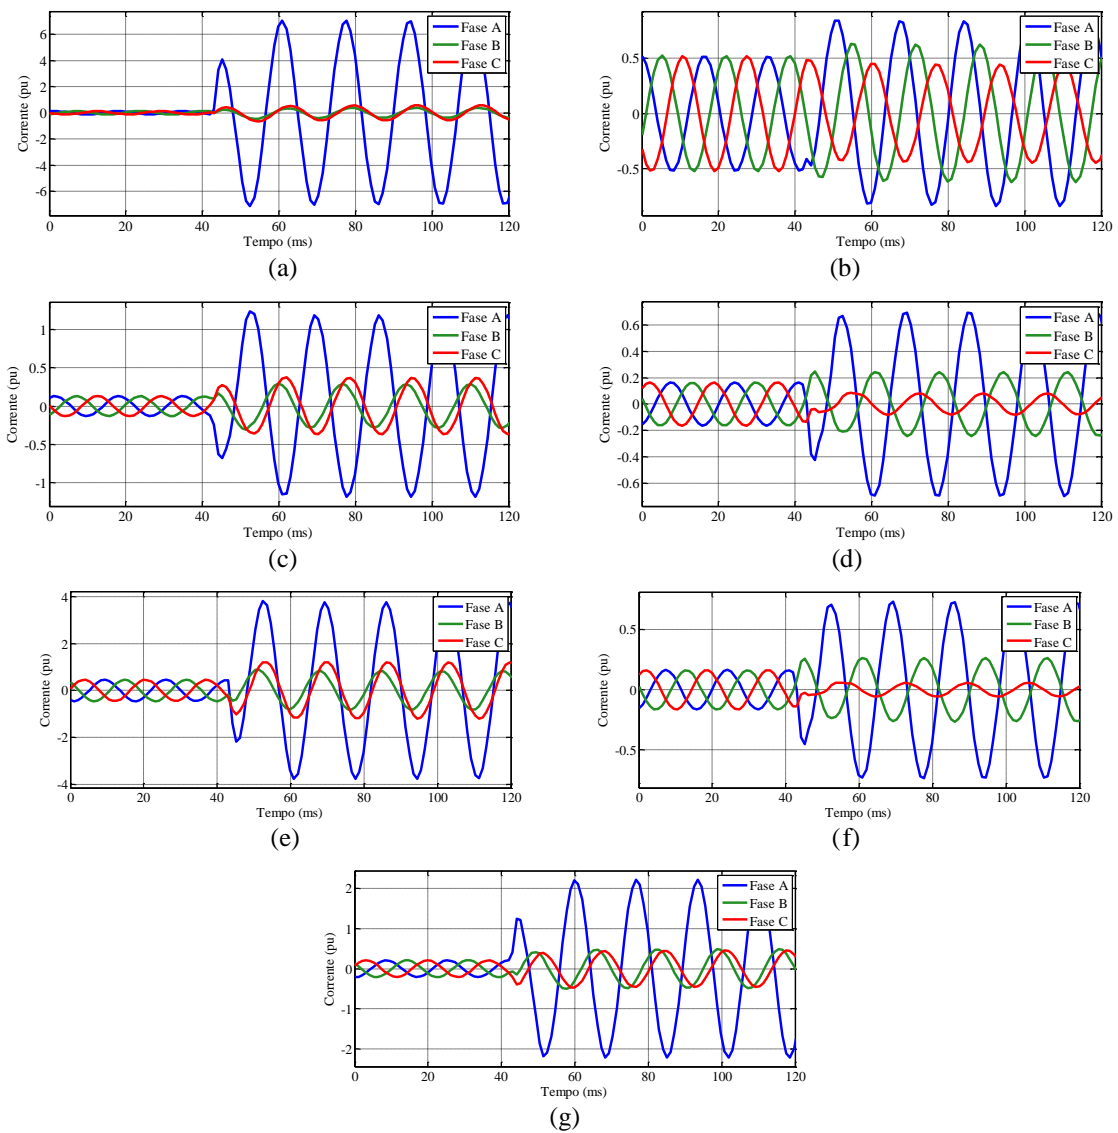 Corrente (pu)
6
4
2
0
-2
-4
-6
Fase A
Fase B
Fase C
0 20 40 60 80 100 120
Tempo (ms)
(a)
Corrente (pu)
0.5
0
-0.5
Fase A
Fase B
Fase C
0 20 40 60 80 100 120
Tempo (ms)
(b)
Corrente (pu)
1
0.5
0
-0.5
-1
Fase A
Fase B
Fase C
0 20 40 60 80 100 120
Tempo (ms)
(c)
Corrente (pu)
0.6
0.4
0.2
0
-0.2
-0.4
-0.6
Fase A
Fase B
Fase C
0 20 40 60 80 100 120
Tempo (ms)
(d)
Corrente (pu)
4
2
0
-2
-4
Fase A
Fase B
Fase C
0 20 40 60 80 100 120
Tempo (ms)
(e)
Corrente (pu)
0.5
0
-0.5
Fase A
Fase B
Fase C
0 20 40 60 80 100 120
Tempo (ms)
(f)
Corrente (pu)
2
1
0
-1
-2
Fase A
Fase B
Fase C
0 20 40 60 80 100 120
Tempo (ms)
(g)